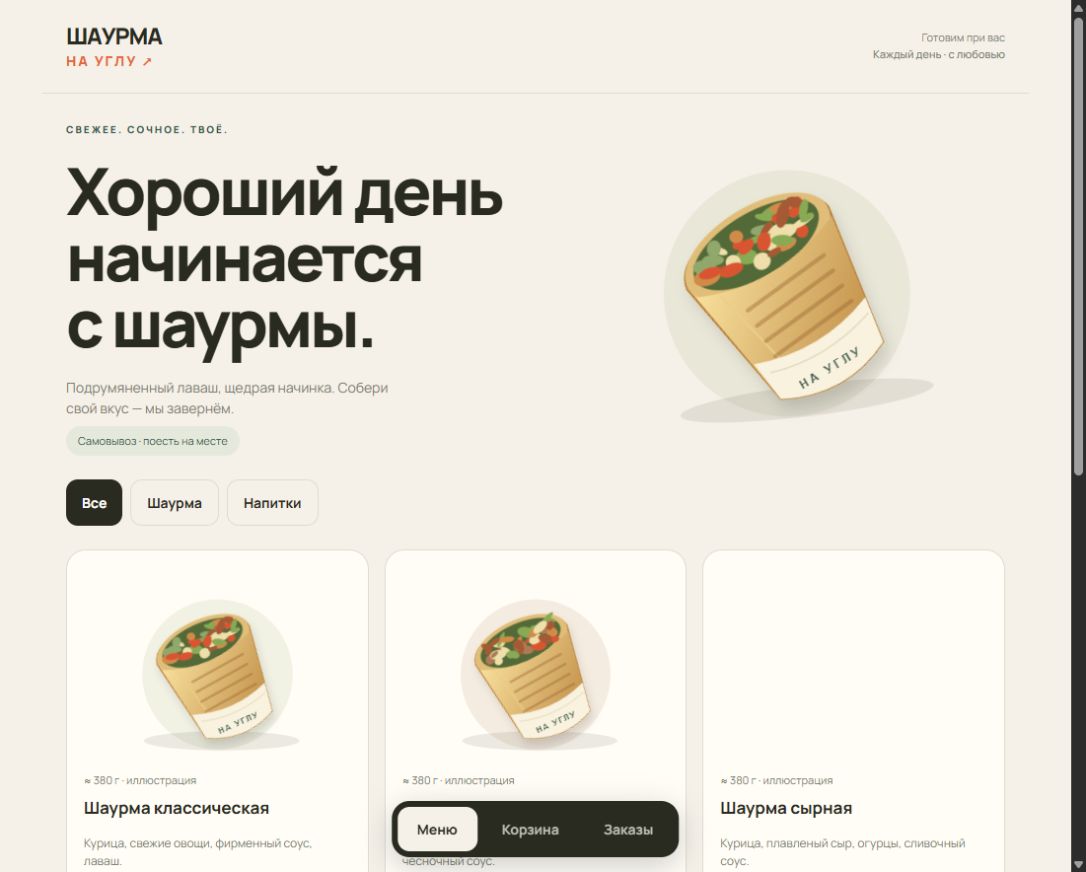 ШАУРМА
НА УГЛУ ↗
Готовим при вас
Каждый день · с любовью
СВЕЖЕЕ. СОЧНОЕ. ТВОЁ.
Хороший день
начинается
с шаурмы.
НА УГЛУ
Подрумяненный лаваш, щедрая начинка. Собери
свой вкус — мы завернём.
Самовывоз · поесть на месте
Все
Шаурма
Напитки
НА УГЛУ
НА УГЛУ
≈ 380 г · иллюстрация
≈ 380 г · иллюстрация
≈ 380 г · иллюстрация
Шаурма классическая
Шаурма сырная
Курица, свежие овощи, фирменный соус,
лаваш.
чесночный соус.
Курица, плавленый сыр, огурцы, сливочный
соус.
Меню
Корзина
Заказы